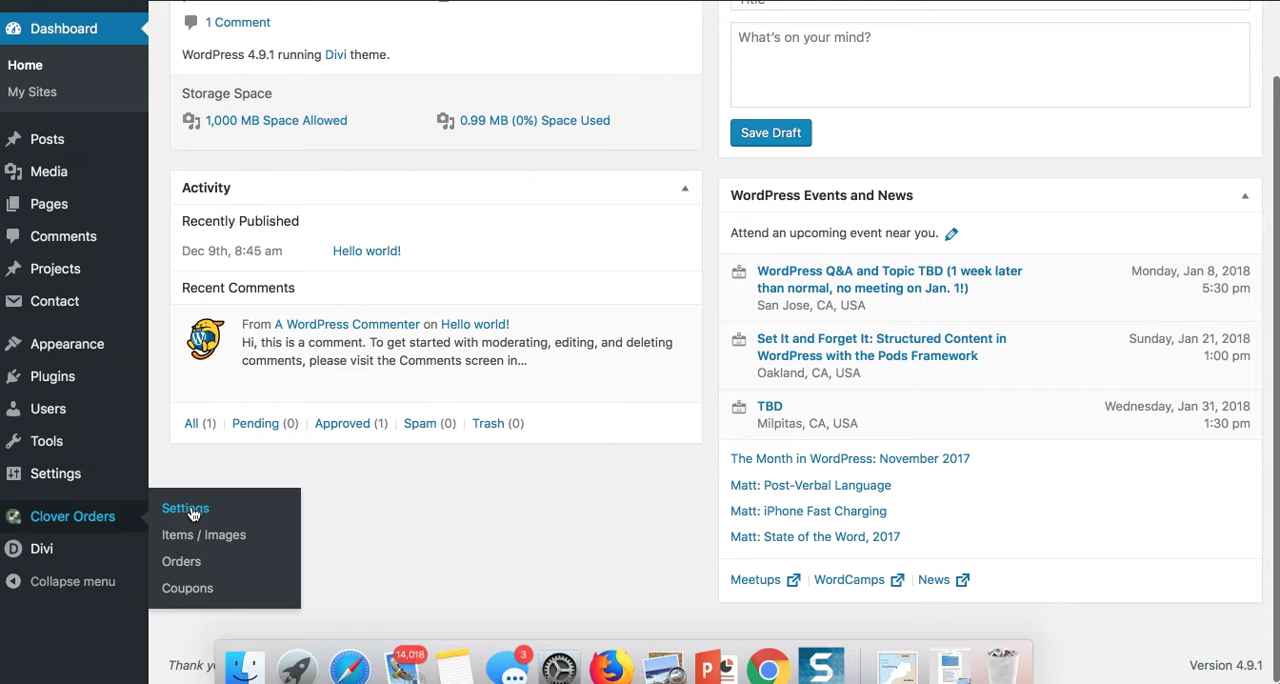 Dashboard
Home
My Sites
Posts
Media
Pages
Comments
Projects
Contact
Appearance
Plugins
Users
Tools
Settings
Clover Orders
Divi
Collapse menu
Settings
Items / Images
Orders
Coupons
1 Comment
WordPress 4.9.1 running Divi theme.
Storage Space
1,000 MB Space Allowed
0.99 MB (0%) Space Used
Activity
Recently Published
Dec 9th, 8:45 am Hello world!
Recent Comments
From A WordPress Commenter on Hello world!
Hi, this is a comment. To get started with moderating, editing, and deleting
comments, please visit the Comments screen in...
All (1) | Pending (0) | Approved (1) | Spam (0) | Trash (0)
What's on your mind?
Save Draft
WordPress Events and News
Attend an upcoming event near you.
WordPress Q&A and Topic TBD (1 week later
than normal, no meeting on Jan. 1!)
San Jose, CA, USA
Monday, Jan 8, 2018
5:30 pm
Set It and Forget It: Structured Content in
WordPress with the Pods Framework
Oakland, CA, USA
Sunday, Jan 21, 2018
1:00 pm
TBD
Milpitas, CA, USA
Wednesday, Jan 31, 2018
1:30 pm
The Month in WordPress: November 2017
Matt: Post-Verbal Language
Matt: iPhone Fast Charging
Matt: State of the Word, 2017
Meetups | WordCamps | News
Thank
Version 4.9.1
14,018
3
P
S